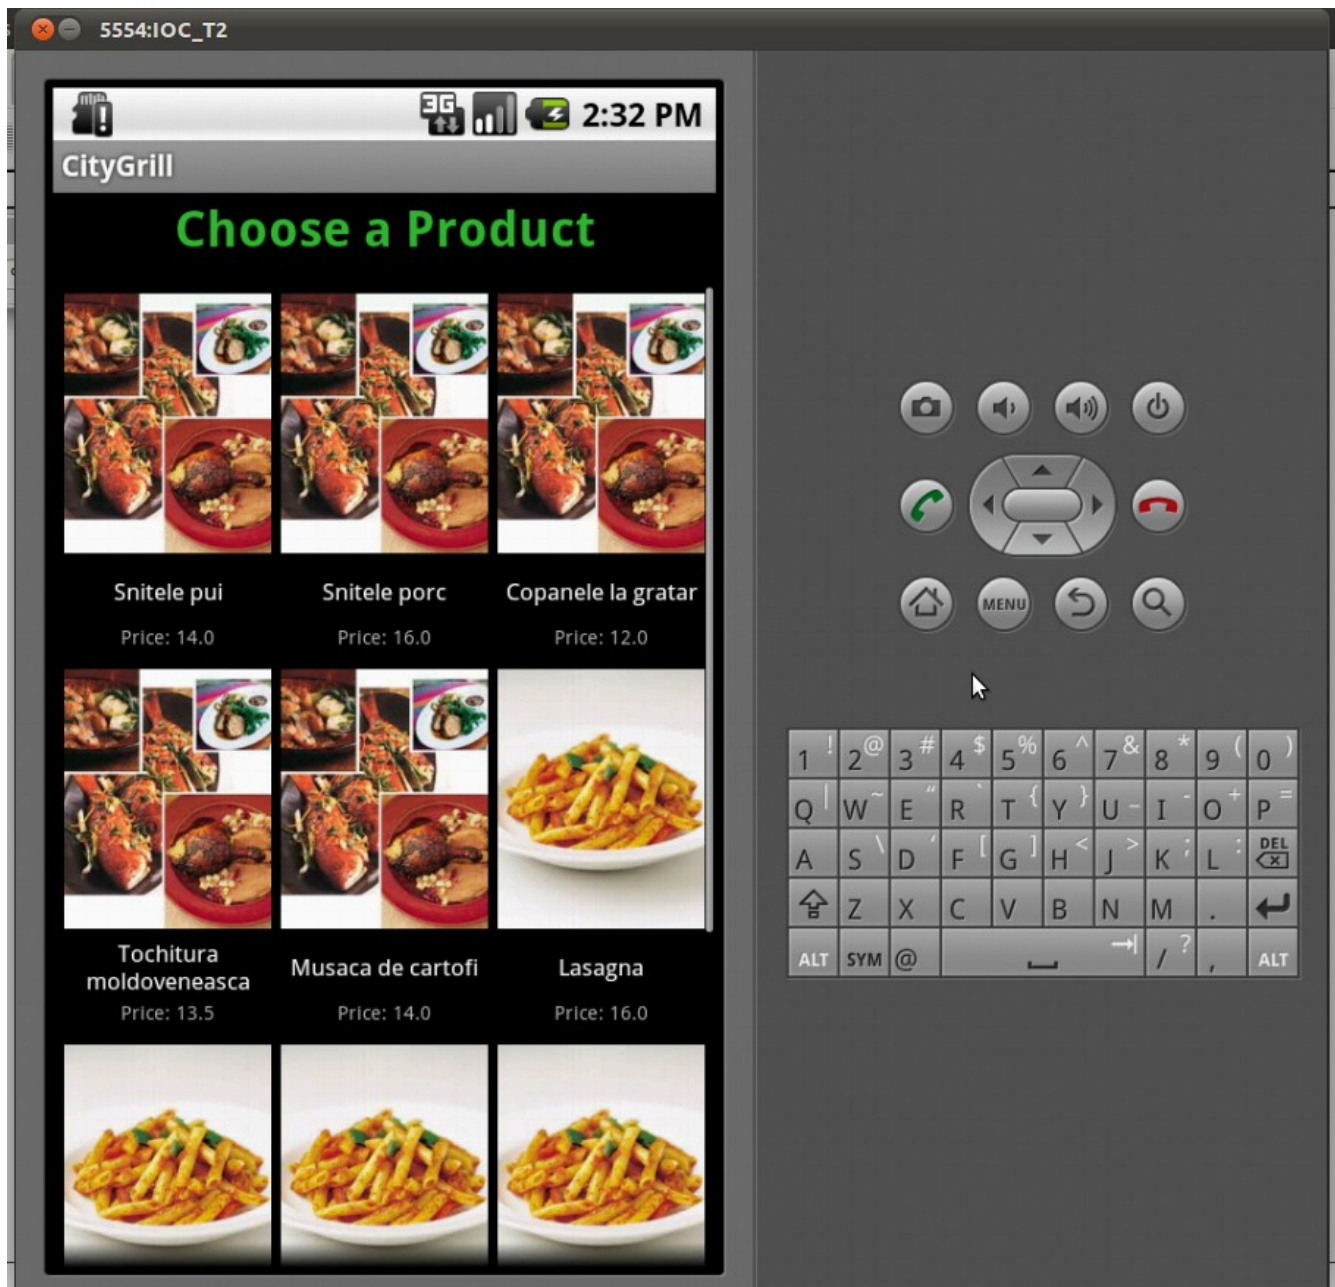 5554:IOC_T2
3G 2:32 PM
CityGrill
Choose a Product
Snitele pui
Price: 14.0
Snitele porc
Price: 16.0
Copanele la gratar
Price: 12.0
Tochitura
moldoveneasca
Price: 13.5
Musaca de cartofi
Price: 14.0
Lasagna
Price: 16.0
MENU
1 ! 2 @ 3 # 4 $ 5 % 6 ^ 7 & 8 * 9 ( 0 )
Q | W ~ E " R ` T { Y } U _ I - O + P =
A S \ D ' F [ G ] H < J > K ; L : DEL
Z X C V B N M .
ALT SYM @ / ? , ALT